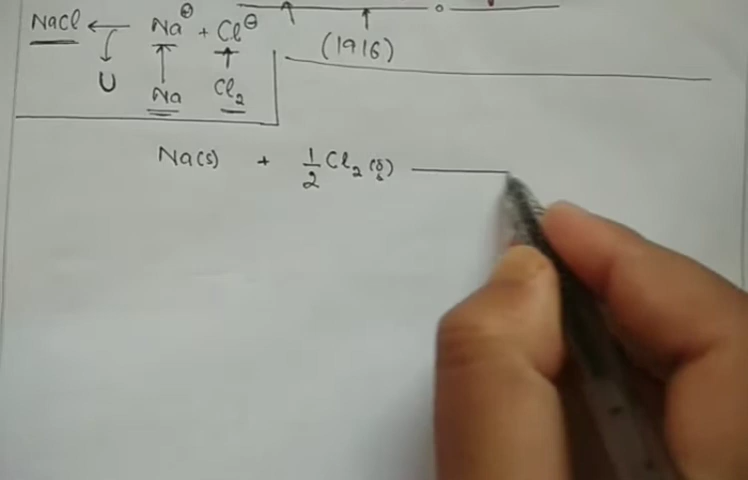 NaCl ← Na⊕ + Cl⊖
(1916)
U
Na Cl₂
Na(s) + 1/2 Cl₂(g)